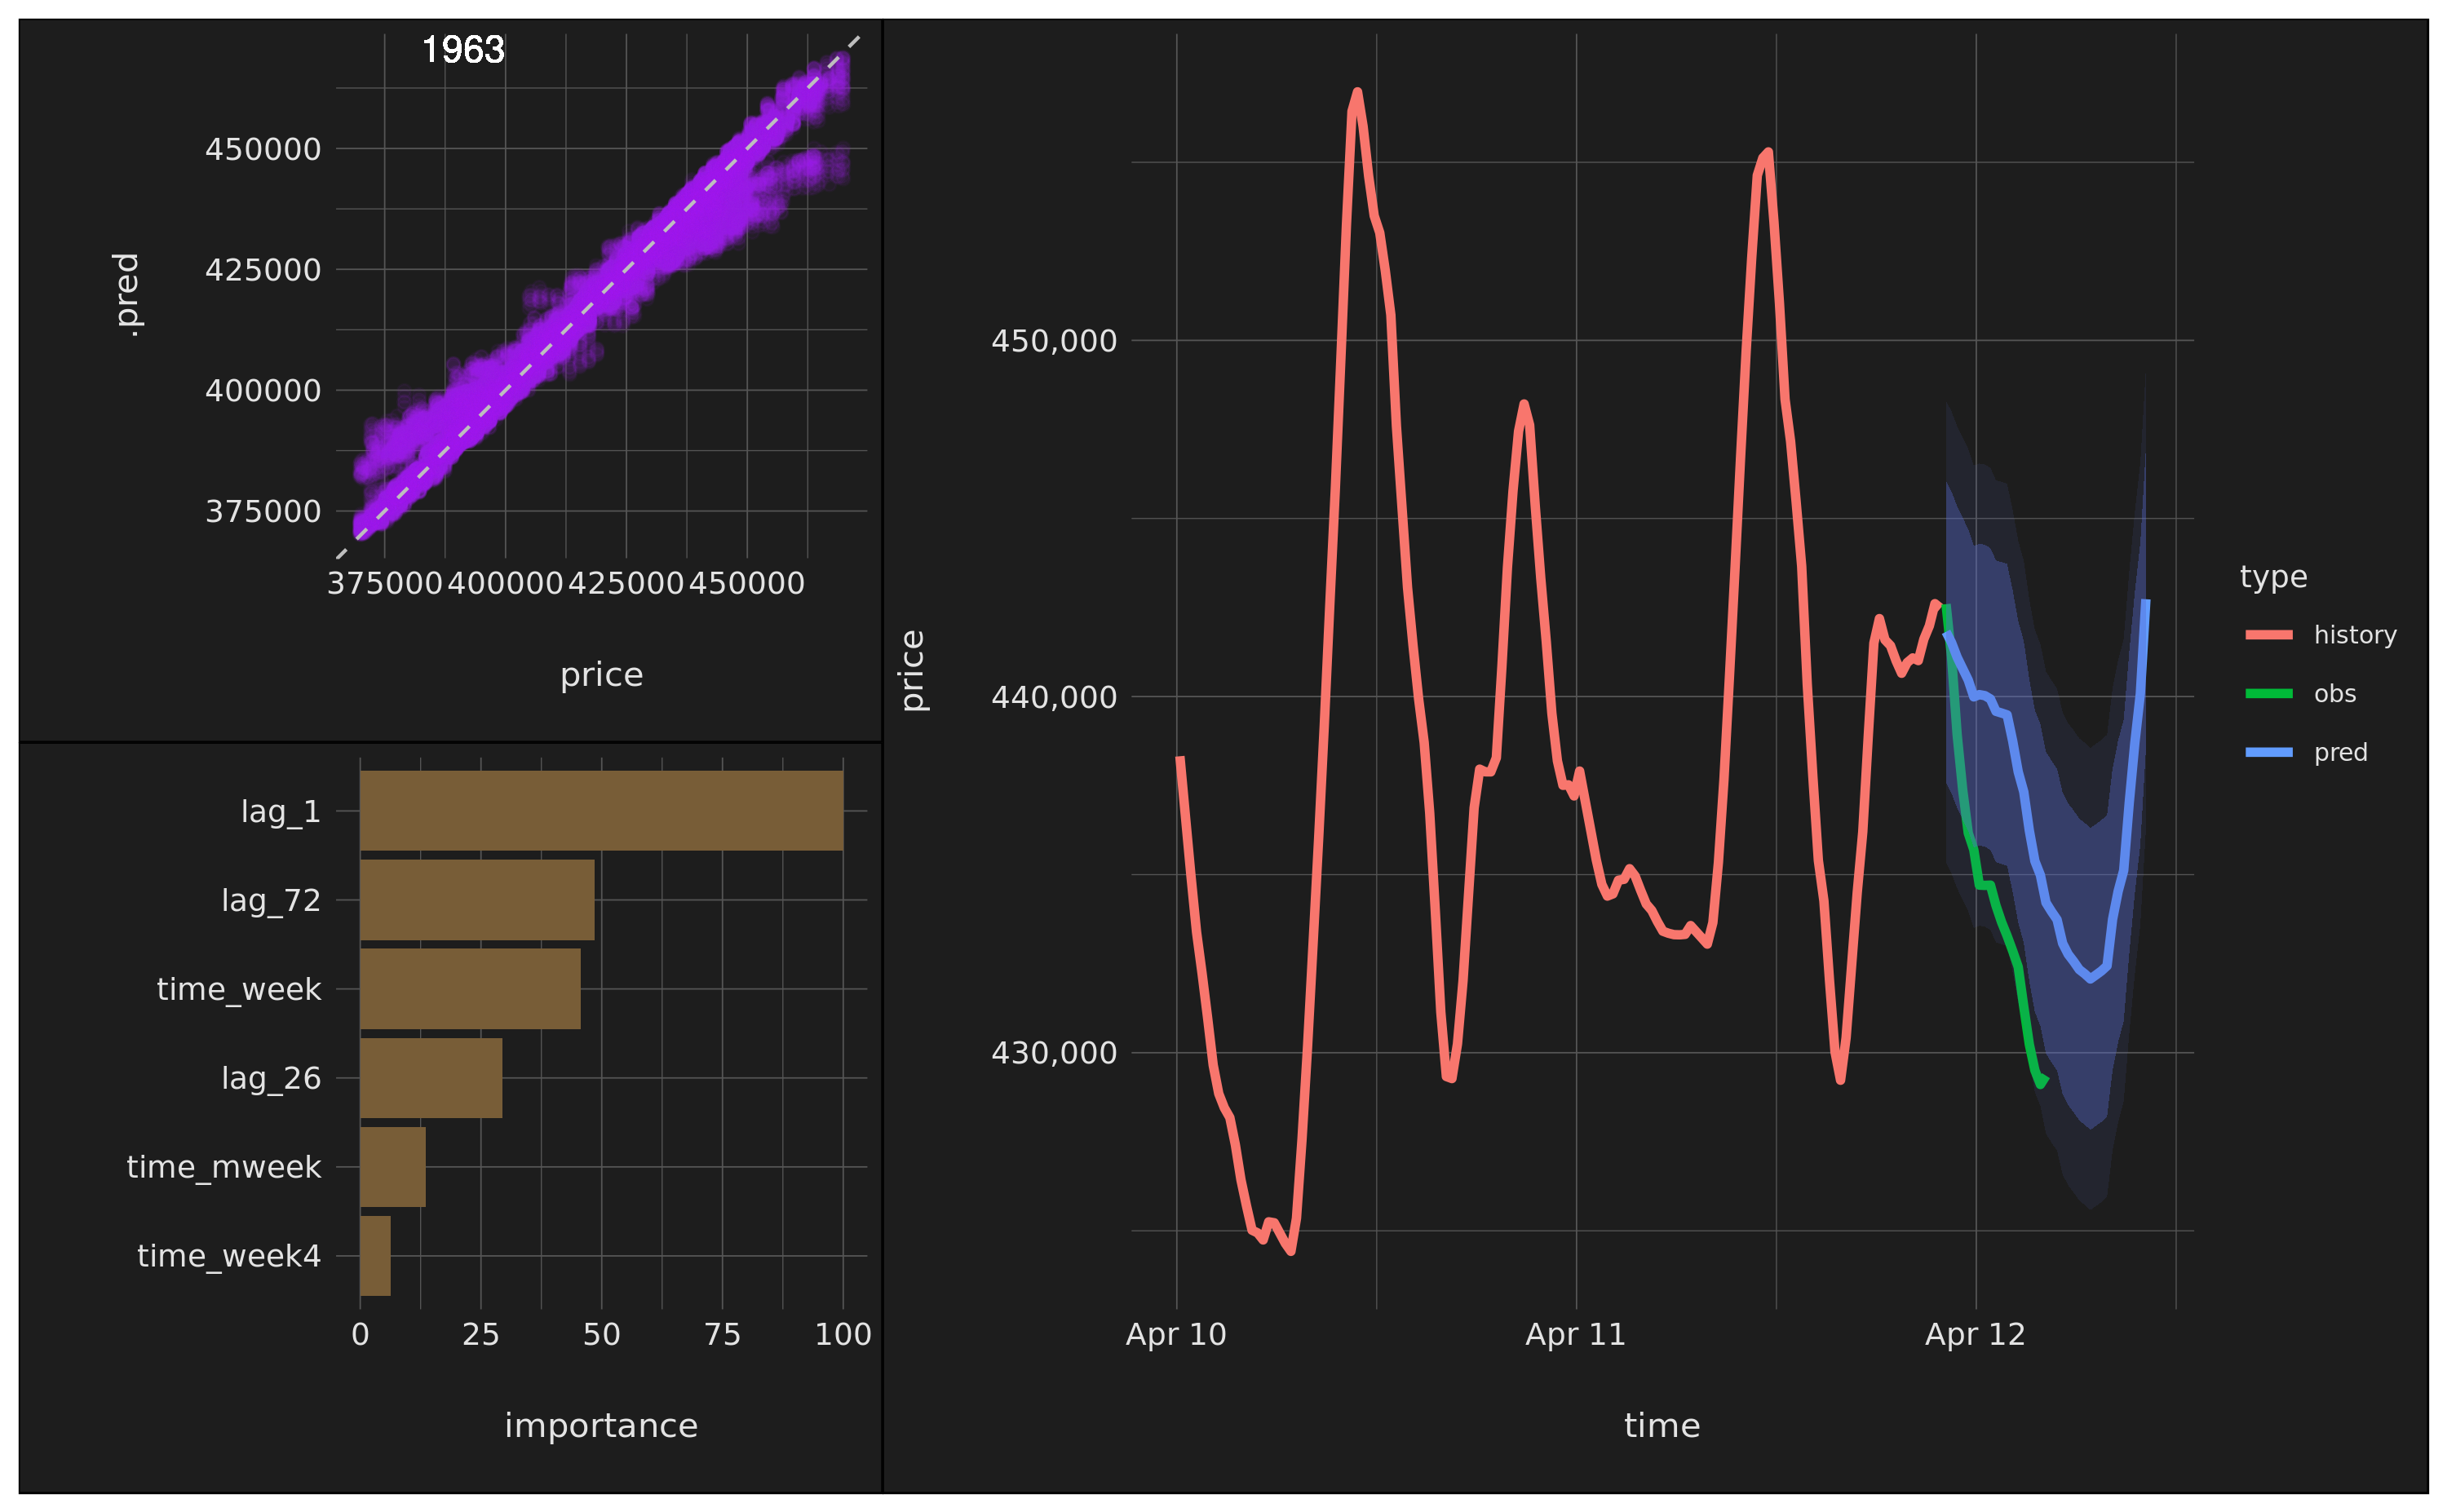 1963
.pred
450000
425000
400000
375000
375000 400000 425000 450000
price
lag_1
lag_72
time_week
lag_26
time_mweek
time_week4
0 25 50 75 100
importance
price
450,000
440,000
430,000
Apr 10 Apr 11 Apr 12
time
type
history
obs
pred